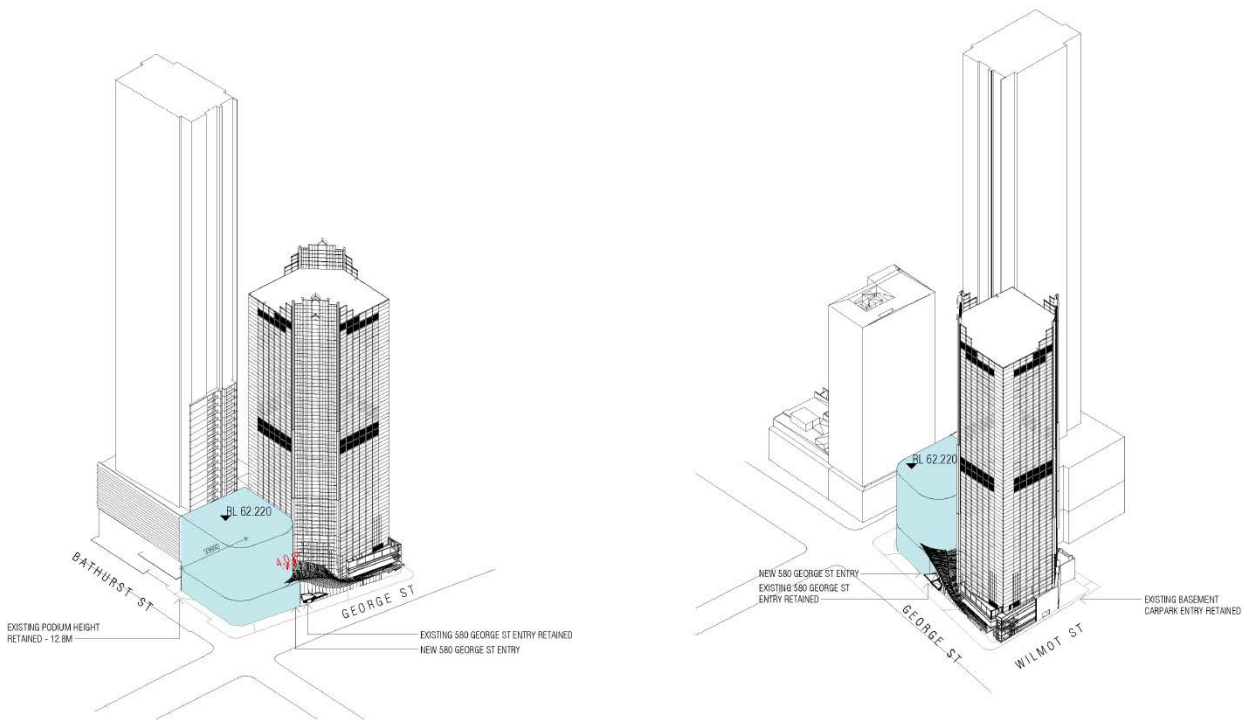 RL 62.220
BATHURST ST
GEORGE ST
EXISTING PODIUM HEIGHT
RETAINED - 12.8M
EXISTING 580 GEORGE ST ENTRY RETAINED
NEW 580 GEORGE ST ENTRY
RL 62.220
NEW 580 GEORGE ST ENTRY
EXISTING 580 GEORGE ST
ENTRY RETAINED
GEORGE ST
WILMOT ST
EXISTING BASEMENT
CARPARK ENTRY RETAINED